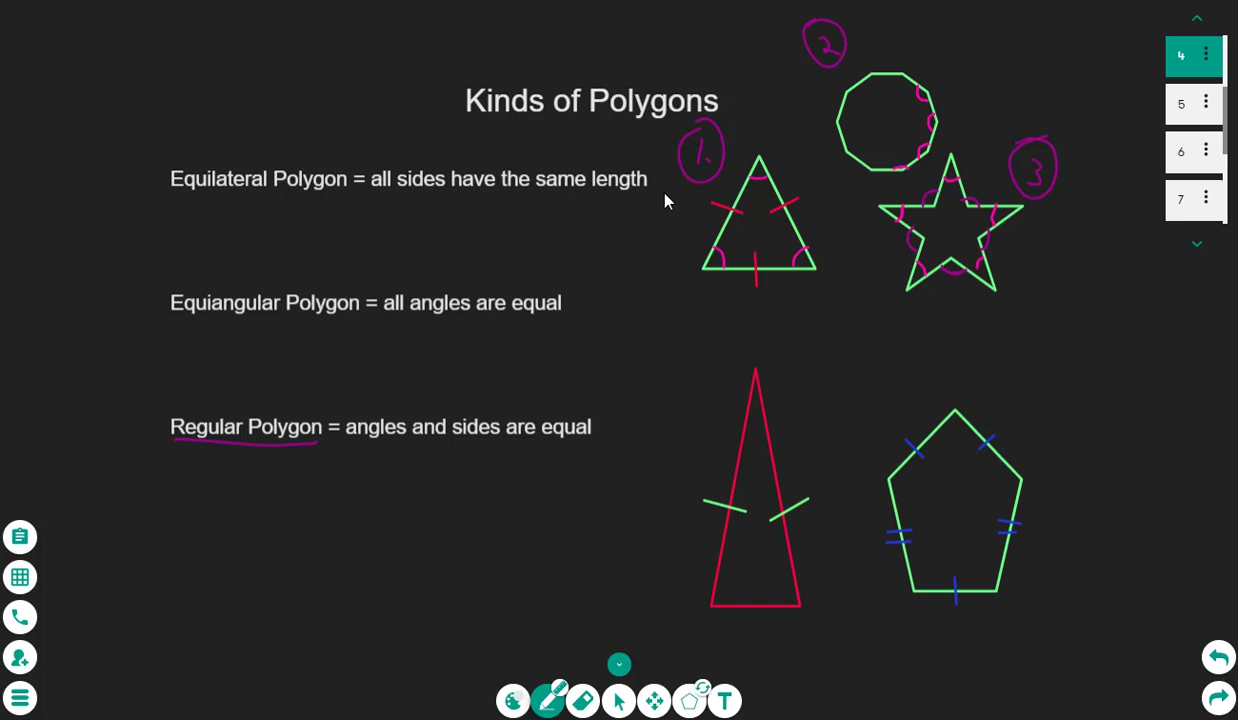 2
Kinds of Polygons
1.
3
Equilateral Polygon = all sides have the same length
Equiangular Polygon = all angles are equal
Regular Polygon = angles and sides are equal
4
5
6
7
T